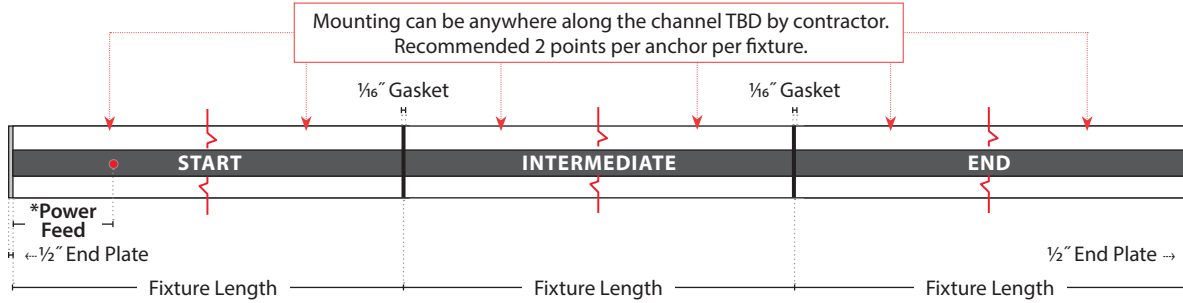 Mounting can be anywhere along the channel TBD by contractor.
Recommended 2 points per anchor per fixture.
1⁄16˝ Gasket
1⁄16˝ Gasket
START
INTERMEDIATE
END
*Power
Feed
½˝ End Plate
½˝ End Plate
Fixture Length
Fixture Length
Fixture Length